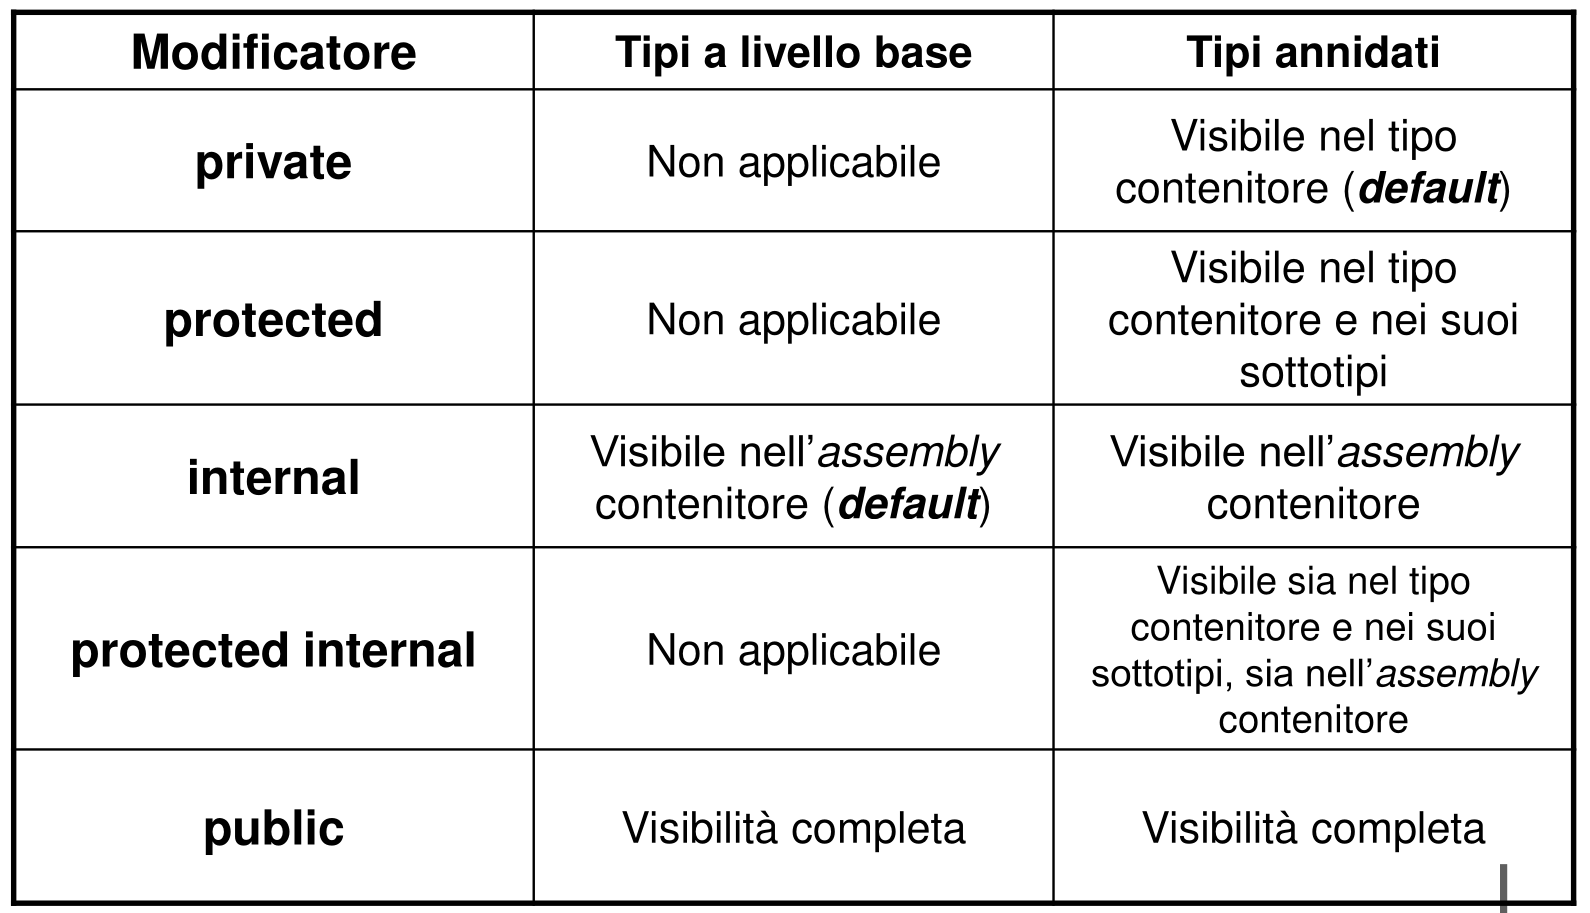 Modificatore
Tipi a livello base
Tipi annidati
private
Non applicabile
Visibile nel tipo
contenitore (default)
protected
Non applicabile
Visibile nel tipo
contenitore e nei suoi
sottotipi
internal
Visibile nell’assembly
contenitore (default)
Visibile nell’assembly
contenitore
protected internal
Non applicabile
Visibile sia nel tipo
contenitore e nei suoi
sottotipi, sia nell’assembly
contenitore
public
Visibilità completa
Visibilità completa